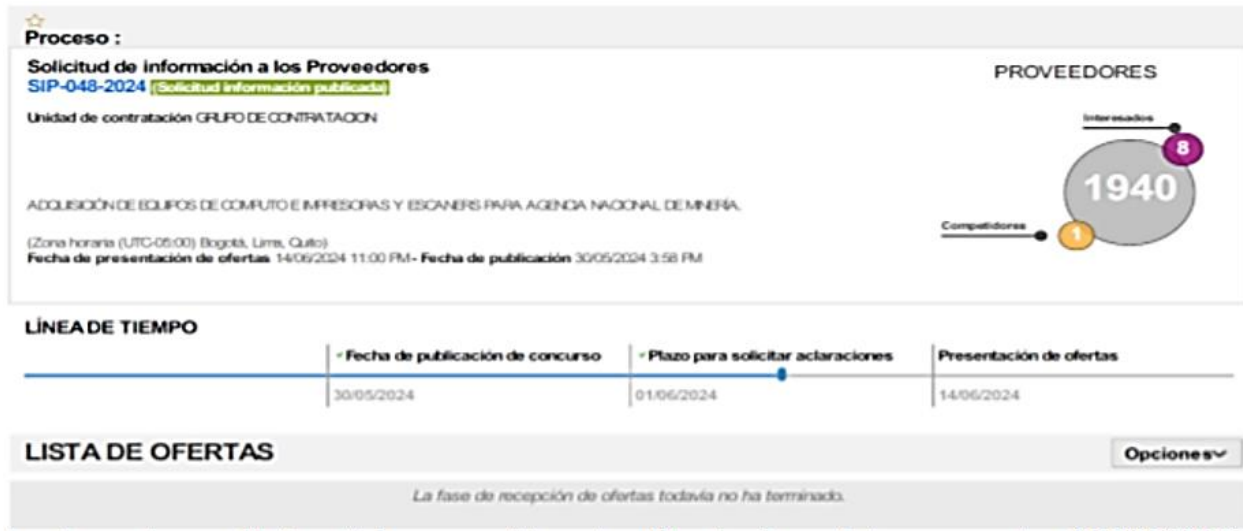 Proceso :
Solicitud de información a los Proveedores
SIP-048-2024 (Solicitud información publicada)
Unidad de contratación GRUPO DE CONTRATACION
ADQUISICIÓN DE EQUIPOS DE COMPUTO E IMPRESORAS Y ESCANERS PARA AGENCIA NACIONAL DE MINERÍA.
(Zona horaria (UTC-05:00) Bogotá, Lima, Quito)
Fecha de presentación de ofertas 14/06/2024 11:00 PM - Fecha de publicación 30/05/2024 3:58 PM
PROVEEDORES
Interesados
8
1940
Competidores
1
LÍNEA DE TIEMPO
Fecha de publicación de concurso
Plazo para solicitar aclaraciones
Presentación de ofertas
30/05/2024
01/06/2024
14/06/2024
LISTA DE OFERTAS
Opciones
La fase de recepción de ofertas todavía no ha terminado.